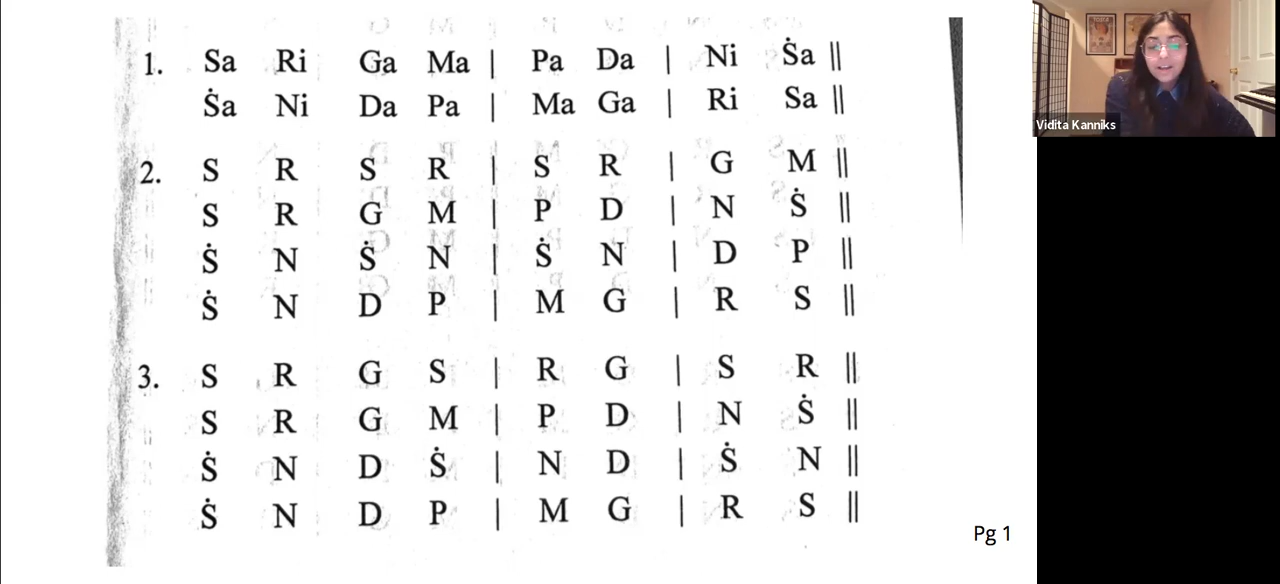 1. Sa Ri Ga Ma | Pa Da | Ni Ṡa ||
Ṡa Ni Da Pa | Ma Ga | Ri Sa ||
2. S R S R | S R | G M ||
S R G M | P D | N Ṡ ||
Ṡ N Ṡ N | Ṡ N | D P ||
Ṡ N D P | M G | R S ||
3. S R G S | R G | S R ||
S R G M | P D | N Ṡ ||
Ṡ N D Ṡ | N D | Ṡ N ||
Ṡ N D P | M G | R S ||
Pg 1
Vidita Kanniks